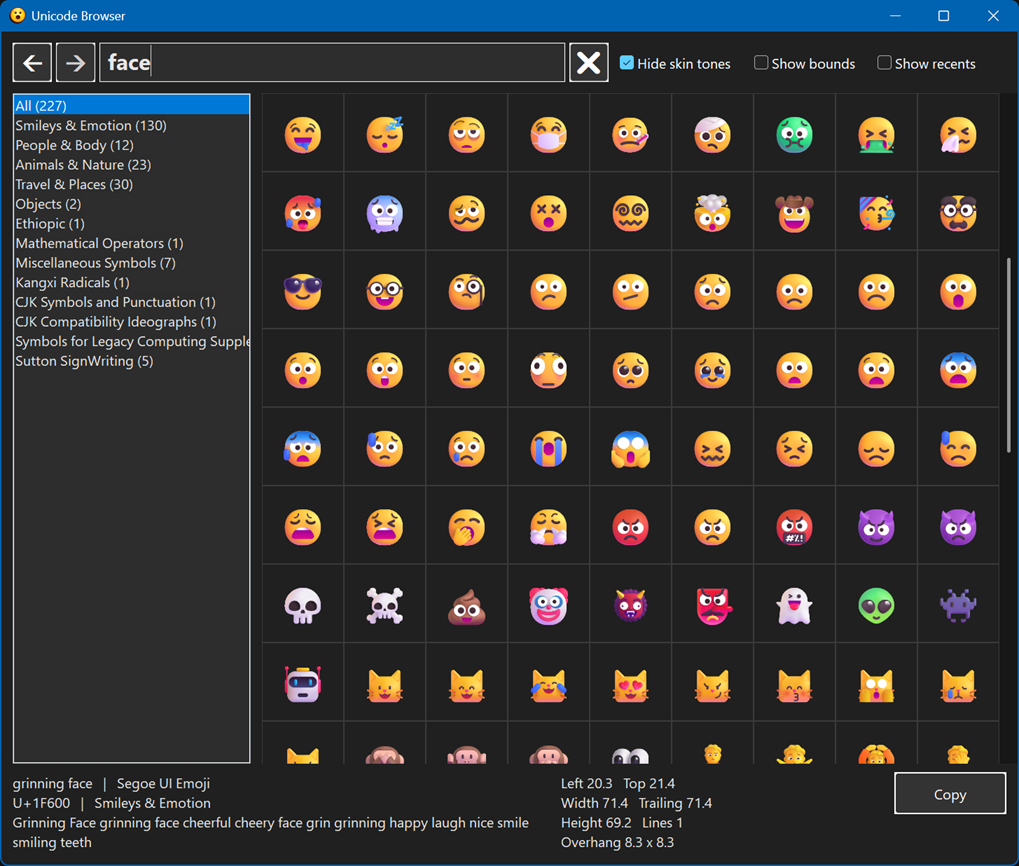 Unicode Browser
face
Hide skin tones
Show bounds
Show recents
All (227)
Smileys & Emotion (130)
People & Body (12)
Animals & Nature (23)
Travel & Places (30)
Objects (2)
Ethiopic (1)
Mathematical Operators (1)
Miscellaneous Symbols (7)
Kangxi Radicals (1)
CJK Symbols and Punctuation (1)
CJK Compatibility Ideographs (1)
Symbols for Legacy Computing Supple
Sutton SignWriting (5)
grinning face | Segoe UI Emoji
U+1F600 | Smileys & Emotion
Grinning Face grinning face cheerful cheery face grin grinning happy laugh nice smile
smiling teeth
Left 20.3 Top 21.4
Width 71.4 Trailing 71.4
Height 69.2 Lines 1
Overhang 8.3 x 8.3
Copy